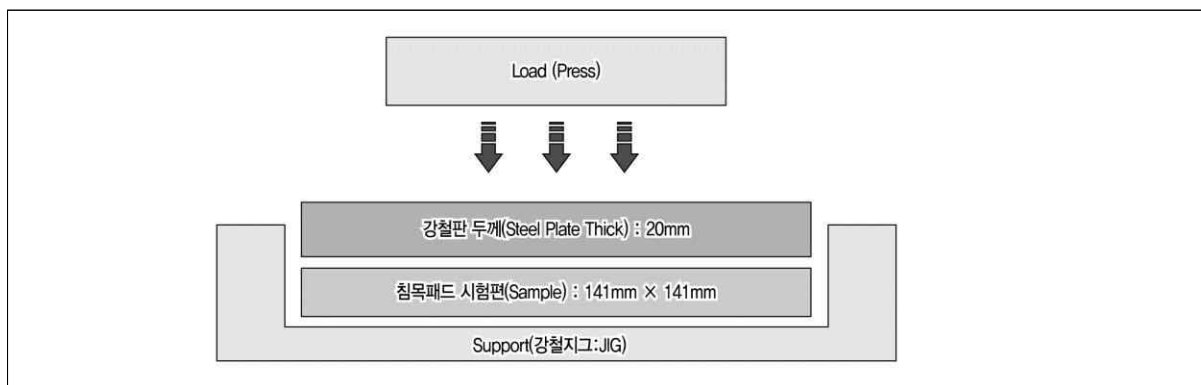 Load (Press)
강철판 두께(Steel Plate Thick) : 20mm
침목패드 시험편(Sample) : 141mm × 141mm
Support(강철지그:JIG)